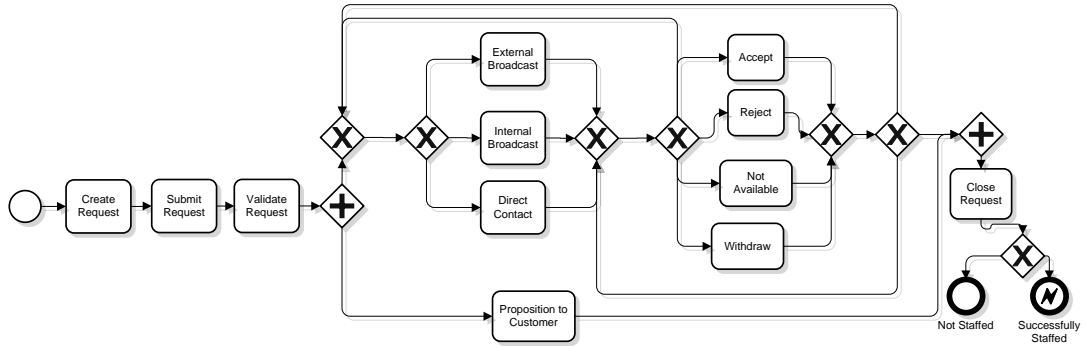 External
Broadcast
Accept
Reject
Internal
Broadcast
Not
Available
Create
Request
Submit
Request
Validate
Request
Direct
Contact
Close
Request
Withdraw
Proposition to
Customer
Not Staffed
Successfully
Staffed